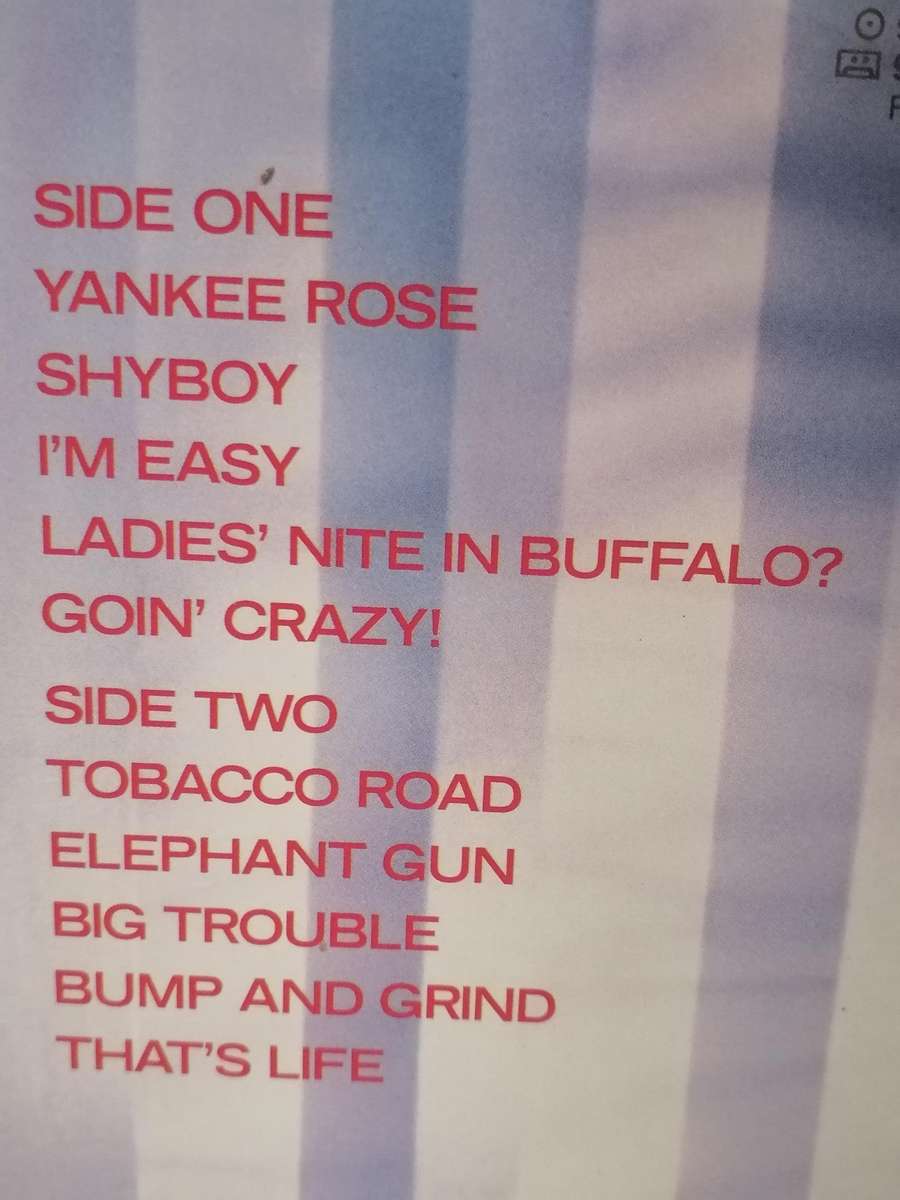 SIDE ONE
YANKEE ROSE
SHYBOY
I'M EASY
LADIES' NITE IN BUFFALO?
GOIN' CRAZY!
SIDE TWO
TOBACCO ROAD
ELEPHANT GUN
BIG TROUBLE
BUMP AND GRIND
THAT'S LIFE